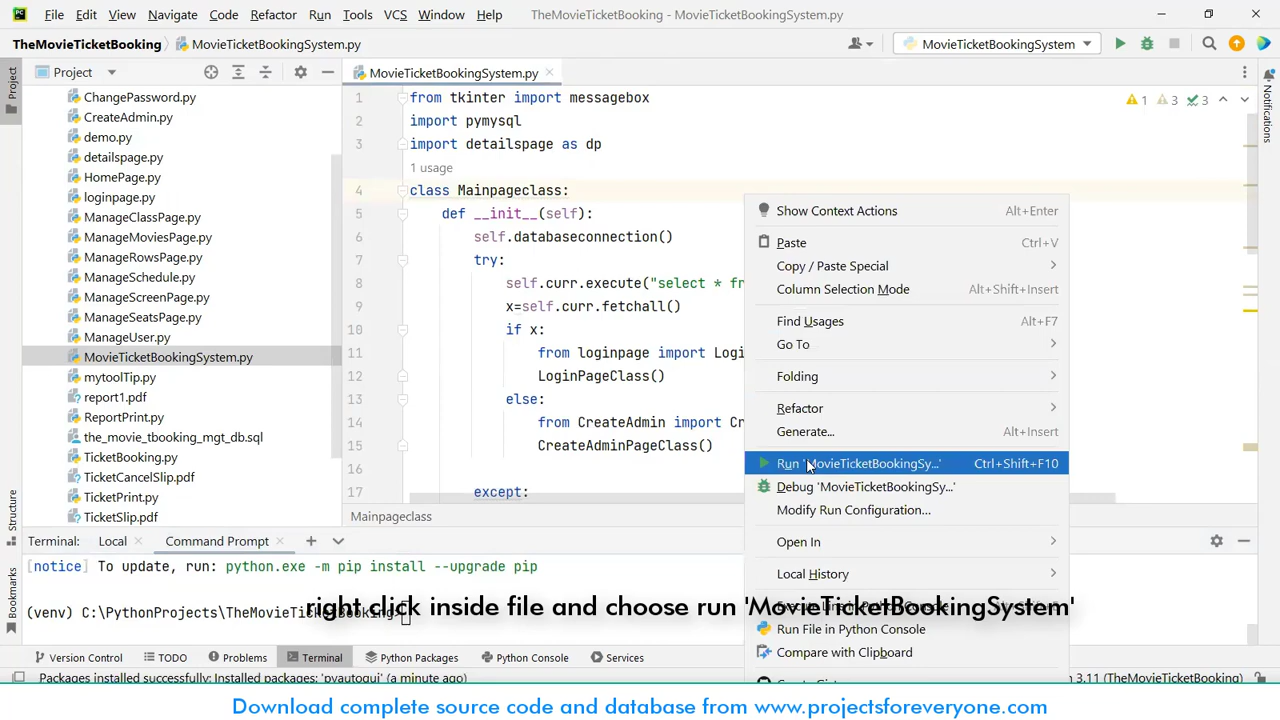 File Edit View Navigate Code Refactor Run Tools VCS Window Help TheMovieTicketBooking - MovieTicketBookingSystem.py
TheMovieTicketBooking MovieTicketBookingSystem.py MovieTicketBookingSystem
Project
Project
ChangePassword.py
CreateAdmin.py
demo.py
detailspage.py
HomePage.py
loginpage.py
ManageClassPage.py
ManageMoviesPage.py
ManageRowsPage.py
ManageSchedule.py
ManageScreenPage.py
ManageSeatsPage.py
ManageUser.py
MovieTicketBookingSystem.py
mytoolTip.py
report1.pdf
ReportPrint.py
the_movie_tbooking_mgt_db.sql
TicketBooking.py
TicketCancelSlip.pdf
TicketPrint.py
TicketSlip.pdf
MovieTicketBookingSystem.py
1 from tkinter import messagebox
2 import pymysql
3 import detailspage as dp
1 usage
4 class Mainpageclass:
5 def __init__(self):
6 self.databaseconnection()
7 try:
8 self.curr.execute("select * fr
9 x=self.curr.fetchall()
10 if x:
11 from loginpage import Logi
12 LoginPageClass()
13 else:
14 from CreateAdmin import Cr
15 CreateAdminPageClass()
17 except:
Mainpageclass
1 3 3
Notifications
Show Context Actions Alt+Enter
Paste Ctrl+V
Copy / Paste Special
Column Selection Mode Alt+Shift+Insert
Find Usages Alt+F7
Go To
Folding
Refactor
Generate... Alt+Insert
Run 'MovieTicketBookingSy...' Ctrl+Shift+F10
Debug 'MovieTicketBookingSy...'
Modify Run Configuration...
Open In
Local History
Run File in Python Console
Compare with Clipboard
Structure
Bookmarks
Terminal: Local Command Prompt
[notice] To update, run: python.exe -m pip install --upgrade pip
(venv) C:\PythonProjects\TheMovieTicketBooking>
right click inside file and choose run 'MovieTicketBookingSystem'
Version Control TODO Problems Terminal Python Packages Python Console Services
Packages installed successfully: Installed packages: 'pyautogui' (a minute ago) 3.11 (TheMovieTicketBooking)
Download complete source code and database from www.projectsforeveryone.com